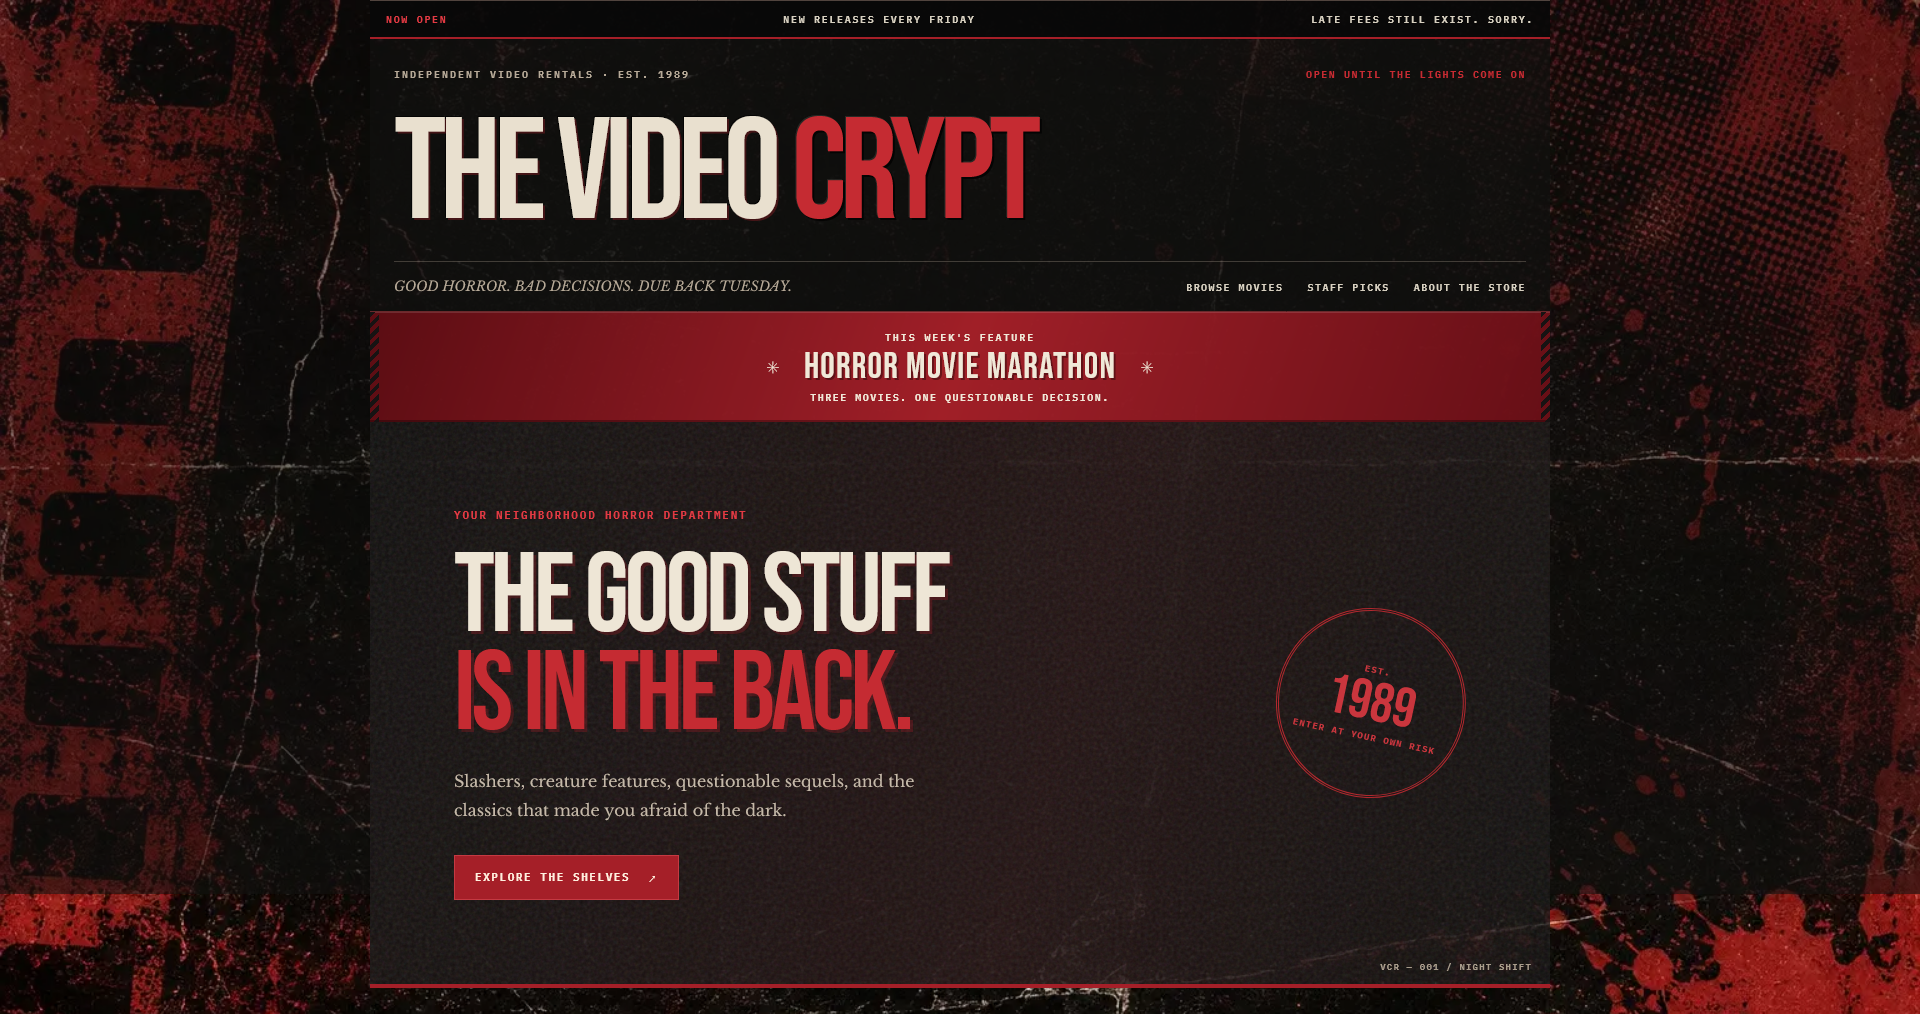 NOW OPEN
NEW RELEASES EVERY FRIDAY
LATE FEES STILL EXIST. SORRY.
INDEPENDENT VIDEO RENTALS · EST. 1989
OPEN UNTIL THE LIGHTS COME ON
THE VIDEO CRYPT
GOOD HORROR. BAD DECISIONS. DUE BACK TUESDAY.
BROWSE MOVIES
STAFF PICKS
ABOUT THE STORE
THIS WEEK'S FEATURE
HORROR MOVIE MARATHON
THREE MOVIES. ONE QUESTIONABLE DECISION.
YOUR NEIGHBORHOOD HORROR DEPARTMENT
THE GOOD STUFF
IS IN THE BACK.
Slashers, creature features, questionable sequels, and the
classics that made you afraid of the dark.
EXPLORE THE SHELVES ↗
EST.
1989
ENTER AT YOUR OWN RISK
VCR — 001 / NIGHT SHIFT